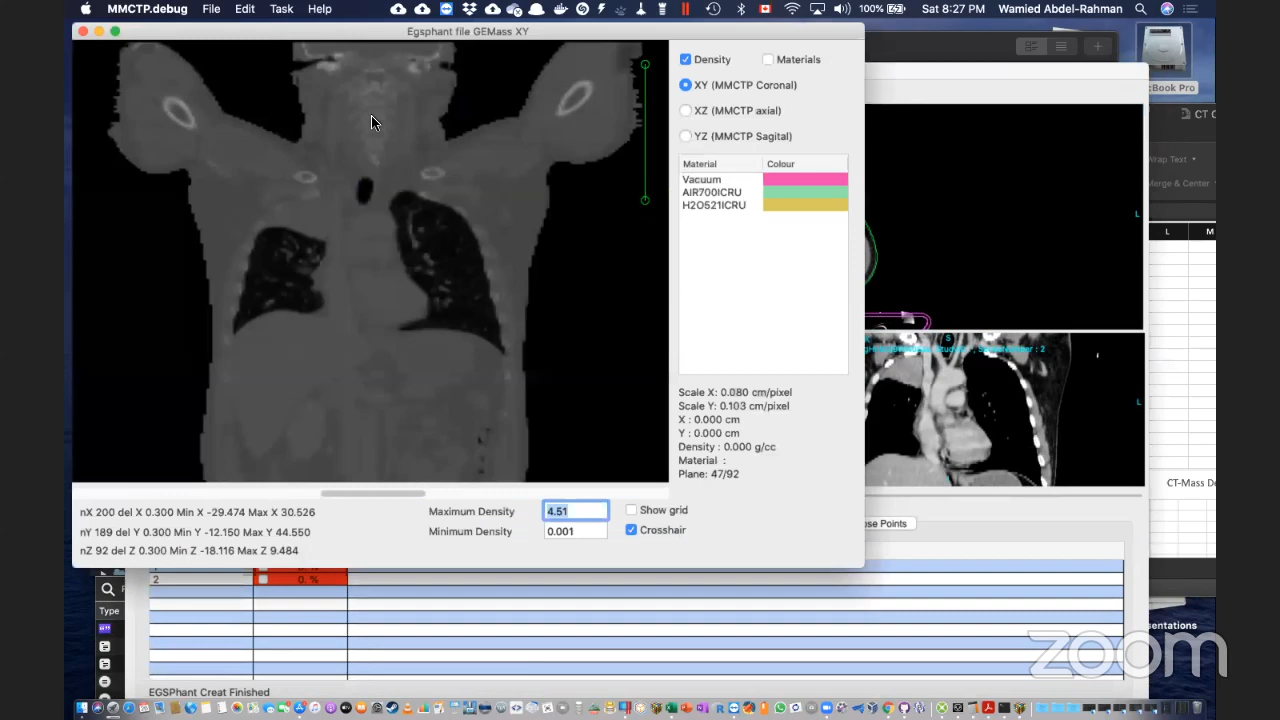 MMCTP.debug File Edit Task Help 100% Sat 8:27 PM Wamied Abdel-Rahman
Egsphant file GEMass XY
Density Materials
XY (MMCTP Coronal)
XZ (MMCTP axial)
YZ (MMCTP Sagital)
Material Colour
Vacuum
AIR700ICRU
H2O521ICRU
Scale X: 0.080 cm/pixel
Scale Y: 0.103 cm/pixel
X : 0.000 cm
Y : 0.000 cm
Density : 0.000 g/cc
Material :
Plane: 47/92
nX 200 del X 0.300 Min X -29.474 Max X 30.526
nY 189 del Y 0.300 Min Y -12.150 Max Y 44.550
nZ 92 del Z 0.300 Min Z -18.116 Max Z 9.484
Maximum Density 4.51
Minimum Density 0.001
Show grid
Crosshair
cBook Pro
CT C
Wrap Text
Merge & Center
L
L M
S
: 2
L
CT-Mass De
ose Points
2 0. %
Type
esentations
EGSPhant Creat Finished
zoom